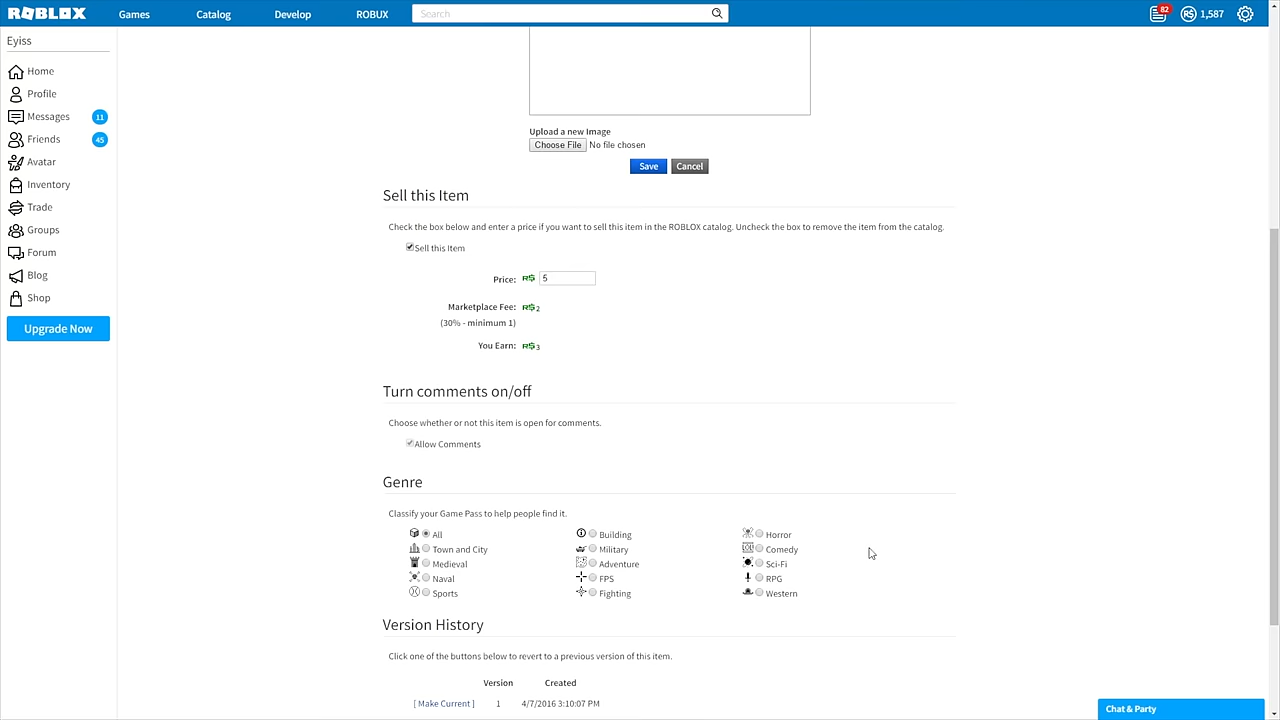 ROBLOX Games Catalog Develop ROBUX Search 82 R$ 1,587
Eyiss
Home
Profile
Messages 11
Friends 45
Avatar
Inventory
Trade
Groups
Forum
Blog
Shop
Upgrade Now
Upload a new Image
Choose File No file chosen
Save Cancel
Sell this Item
Check the box below and enter a price if you want to sell this item in the ROBLOX catalog. Uncheck the box to remove the item from the catalog.
Sell this Item
Price: R$ 5
Marketplace Fee: R$ 2
(30% - minimum 1)
You Earn: R$ 3
Turn comments on/off
Choose whether or not this item is open for comments.
Allow Comments
Genre
Classify your Game Pass to help people find it.
All Building Horror
Town and City Military Comedy
Medieval Adventure Sci-Fi
Naval FPS RPG
Sports Fighting Western
Version History
Click one of the buttons below to revert to a previous version of this item.
Version Created
[ Make Current ] 1 4/7/2016 3:10:07 PM
Chat & Party